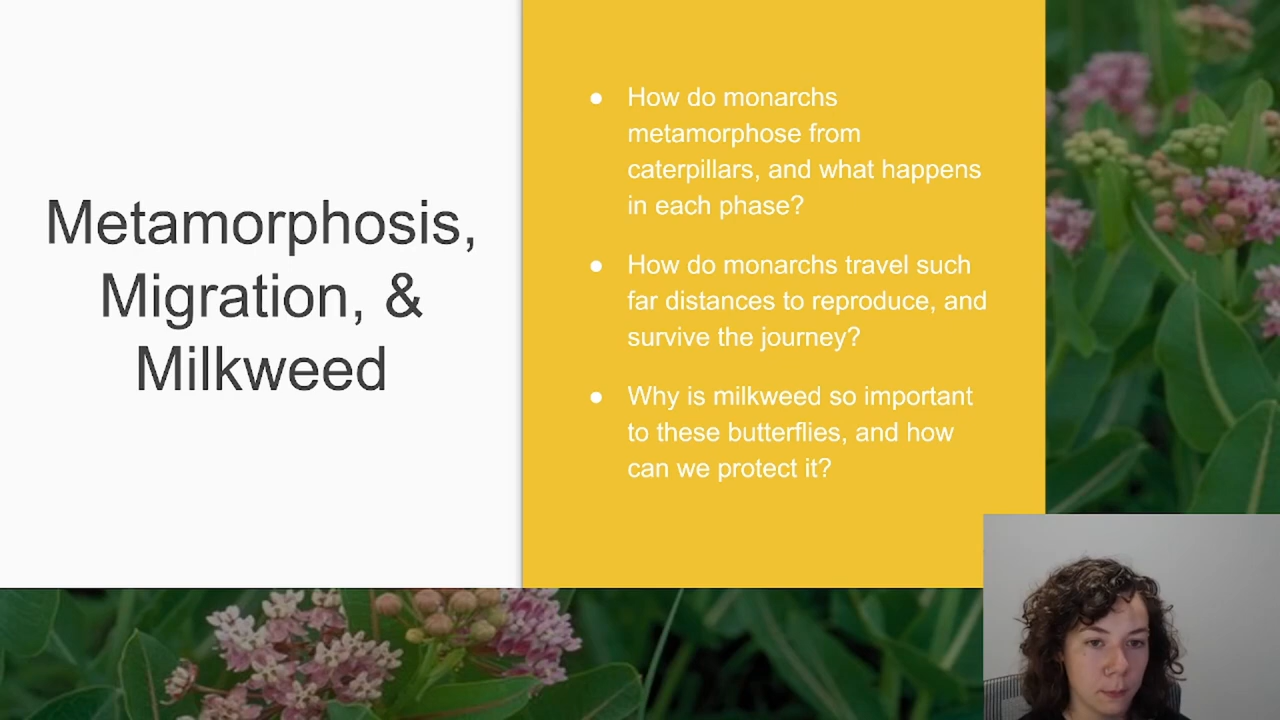 Metamorphosis,
Migration, &
Milkweed
● How do monarchs
metamorphose from
caterpillars, and what happens
in each phase?
● How do monarchs travel such
far distances to reproduce, and
survive the journey?
● Why is milkweed so important
to these butterflies, and how
can we protect it?